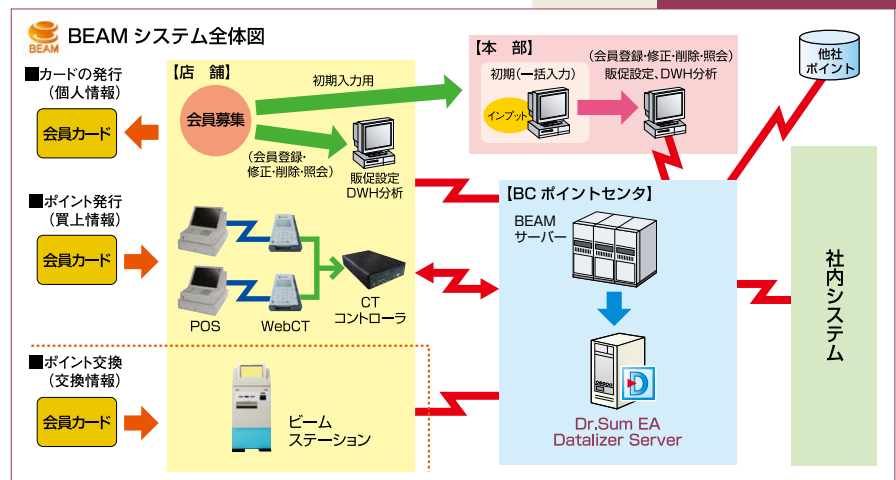 BEAM
BEAM システム全体図
■カードの発行
(個人情報)
会員カード
■ポイント発行
(買上情報)
会員カード
■ポイント交換
(交換情報)
会員カード
【店 舗】
会員募集
初期入力用
(会員登録・
修正・削除・照会)
販促設定
DWH分析
POS
WebCT
CT
コントローラ
ビーム
ステーション
【本 部】
初期(一括入力)
インプット
(会員登録・修正・削除・照会)
販促設定、DWH分析
他社
ポイント
【BC ポイントセンタ】
BEAM
サーバー
D
Dr.Sum EA
Datalizer Server
社内システム